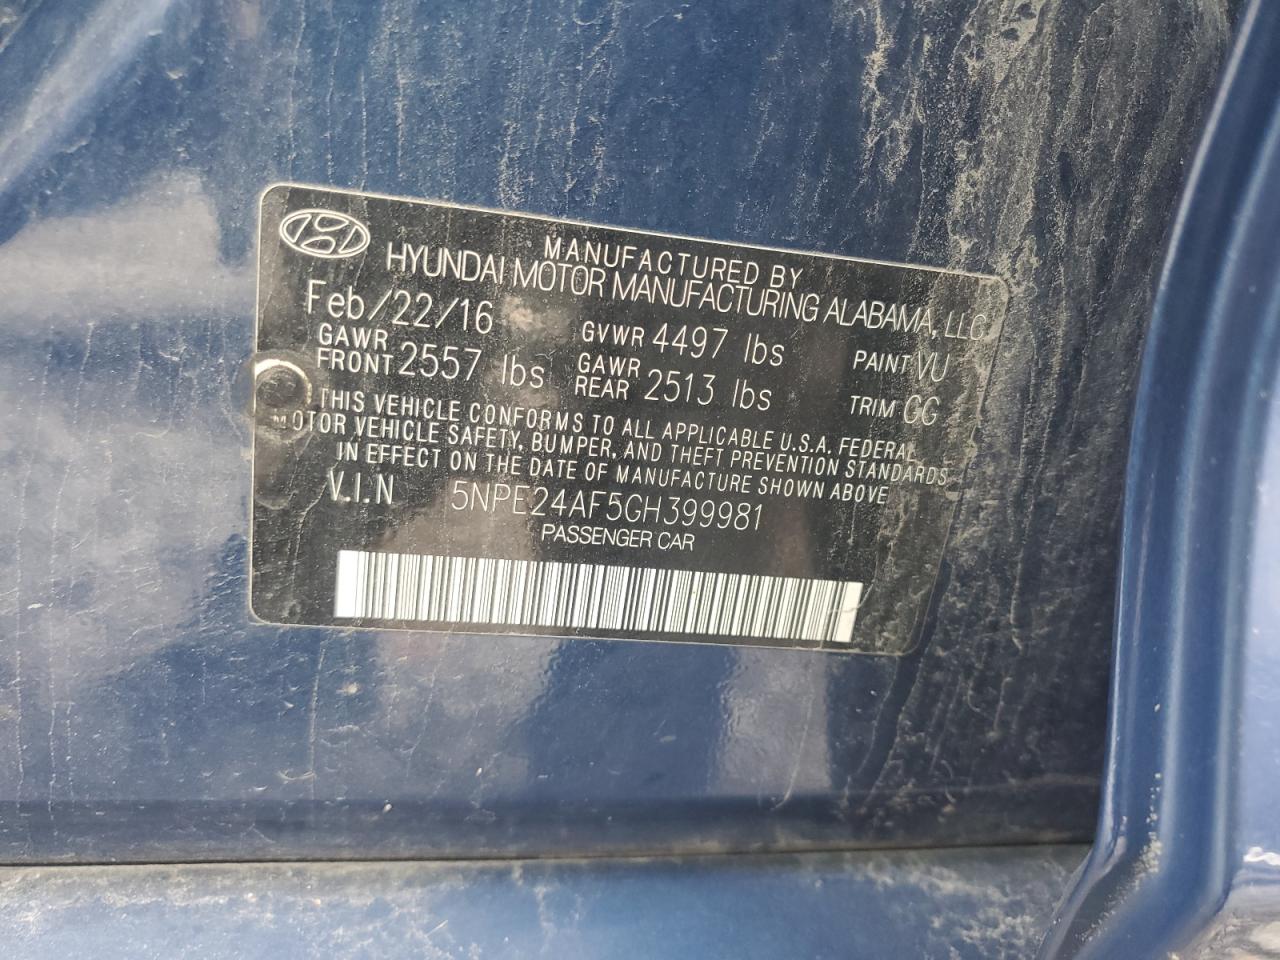 MANUFACTURED BY
HYUNDAI MOTOR MANUFACTURING ALABAMA, LLC
Feb/22/16 GVWR 4497 lbs PAINT VU
GAWR FRONT 2557 lbs GAWR REAR 2513 lbs TRIM GG
THIS VEHICLE CONFORMS TO ALL APPLICABLE U.S.A. FEDERAL
MOTOR VEHICLE SAFETY, BUMPER, AND THEFT PREVENTION STANDARDS
IN EFFECT ON THE DATE OF MANUFACTURE SHOWN ABOVE
V.I.N 5NPE24AF5GH399981
PASSENGER CAR